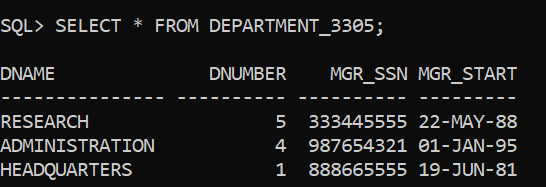 SQL> SELECT * FROM DEPARTMENT_3305;
DNAME DNUMBER MGR_SSN MGR_START
--------------- ---------- ---------- ---------
RESEARCH 5 333445555 22-MAY-88
ADMINISTRATION 4 987654321 01-JAN-95
HEADQUARTERS 1 888665555 19-JUN-81